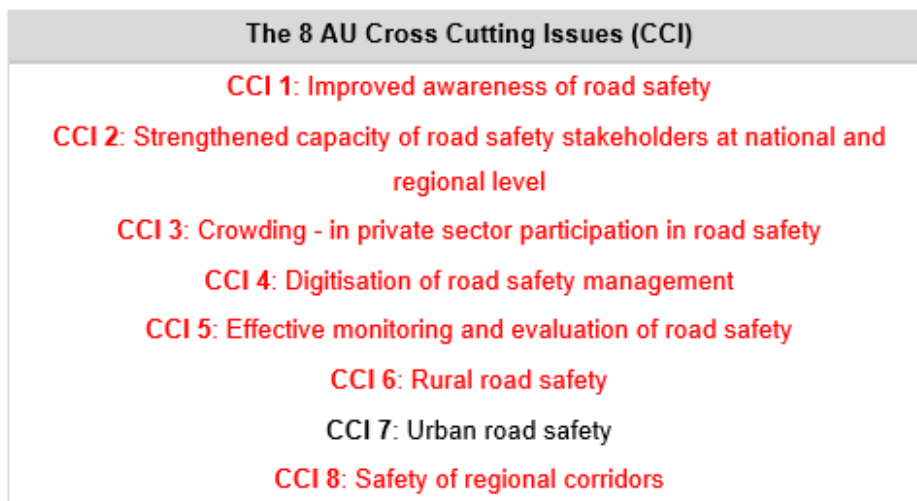 The 8 AU Cross Cutting Issues (CCI)
CCI 1: Improved awareness of road safety
CCI 2: Strengthened capacity of road safety stakeholders at national and
regional level
CCI 3: Crowding - in private sector participation in road safety
CCI 4: Digitisation of road safety management
CCI 5: Effective monitoring and evaluation of road safety
CCI 6: Rural road safety
CCI 7: Urban road safety
CCI 8: Safety of regional corridors